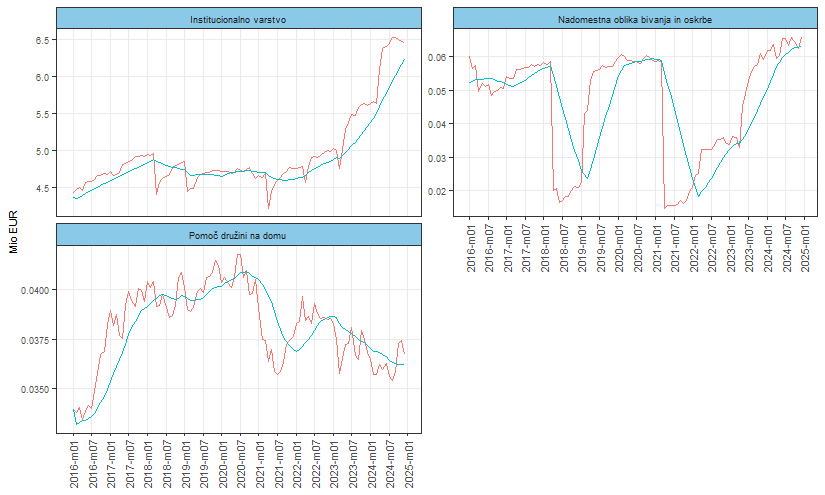 Institucionalno varstvo
6.5
6.0
5.5
5.0
4.5
Nadomestna oblika bivanja in oskrbe
0.06
0.05
0.04
0.03
0.02
2016-m01
2016-m07
2017-m01
2017-m07
2018-m01
2018-m07
2019-m01
2019-m07
2020-m01
2020-m07
2021-m01
2021-m07
2022-m01
2022-m07
2023-m01
2023-m07
2024-m01
2024-m07
2025-m01
Mio EUR
Pomoč družini na domu
0.0400
0.0375
0.0350
2016-m01
2016-m07
2017-m01
2017-m07
2018-m01
2018-m07
2019-m01
2019-m07
2020-m01
2020-m07
2021-m01
2021-m07
2022-m01
2022-m07
2023-m01
2023-m07
2024-m01
2024-m07
2025-m01